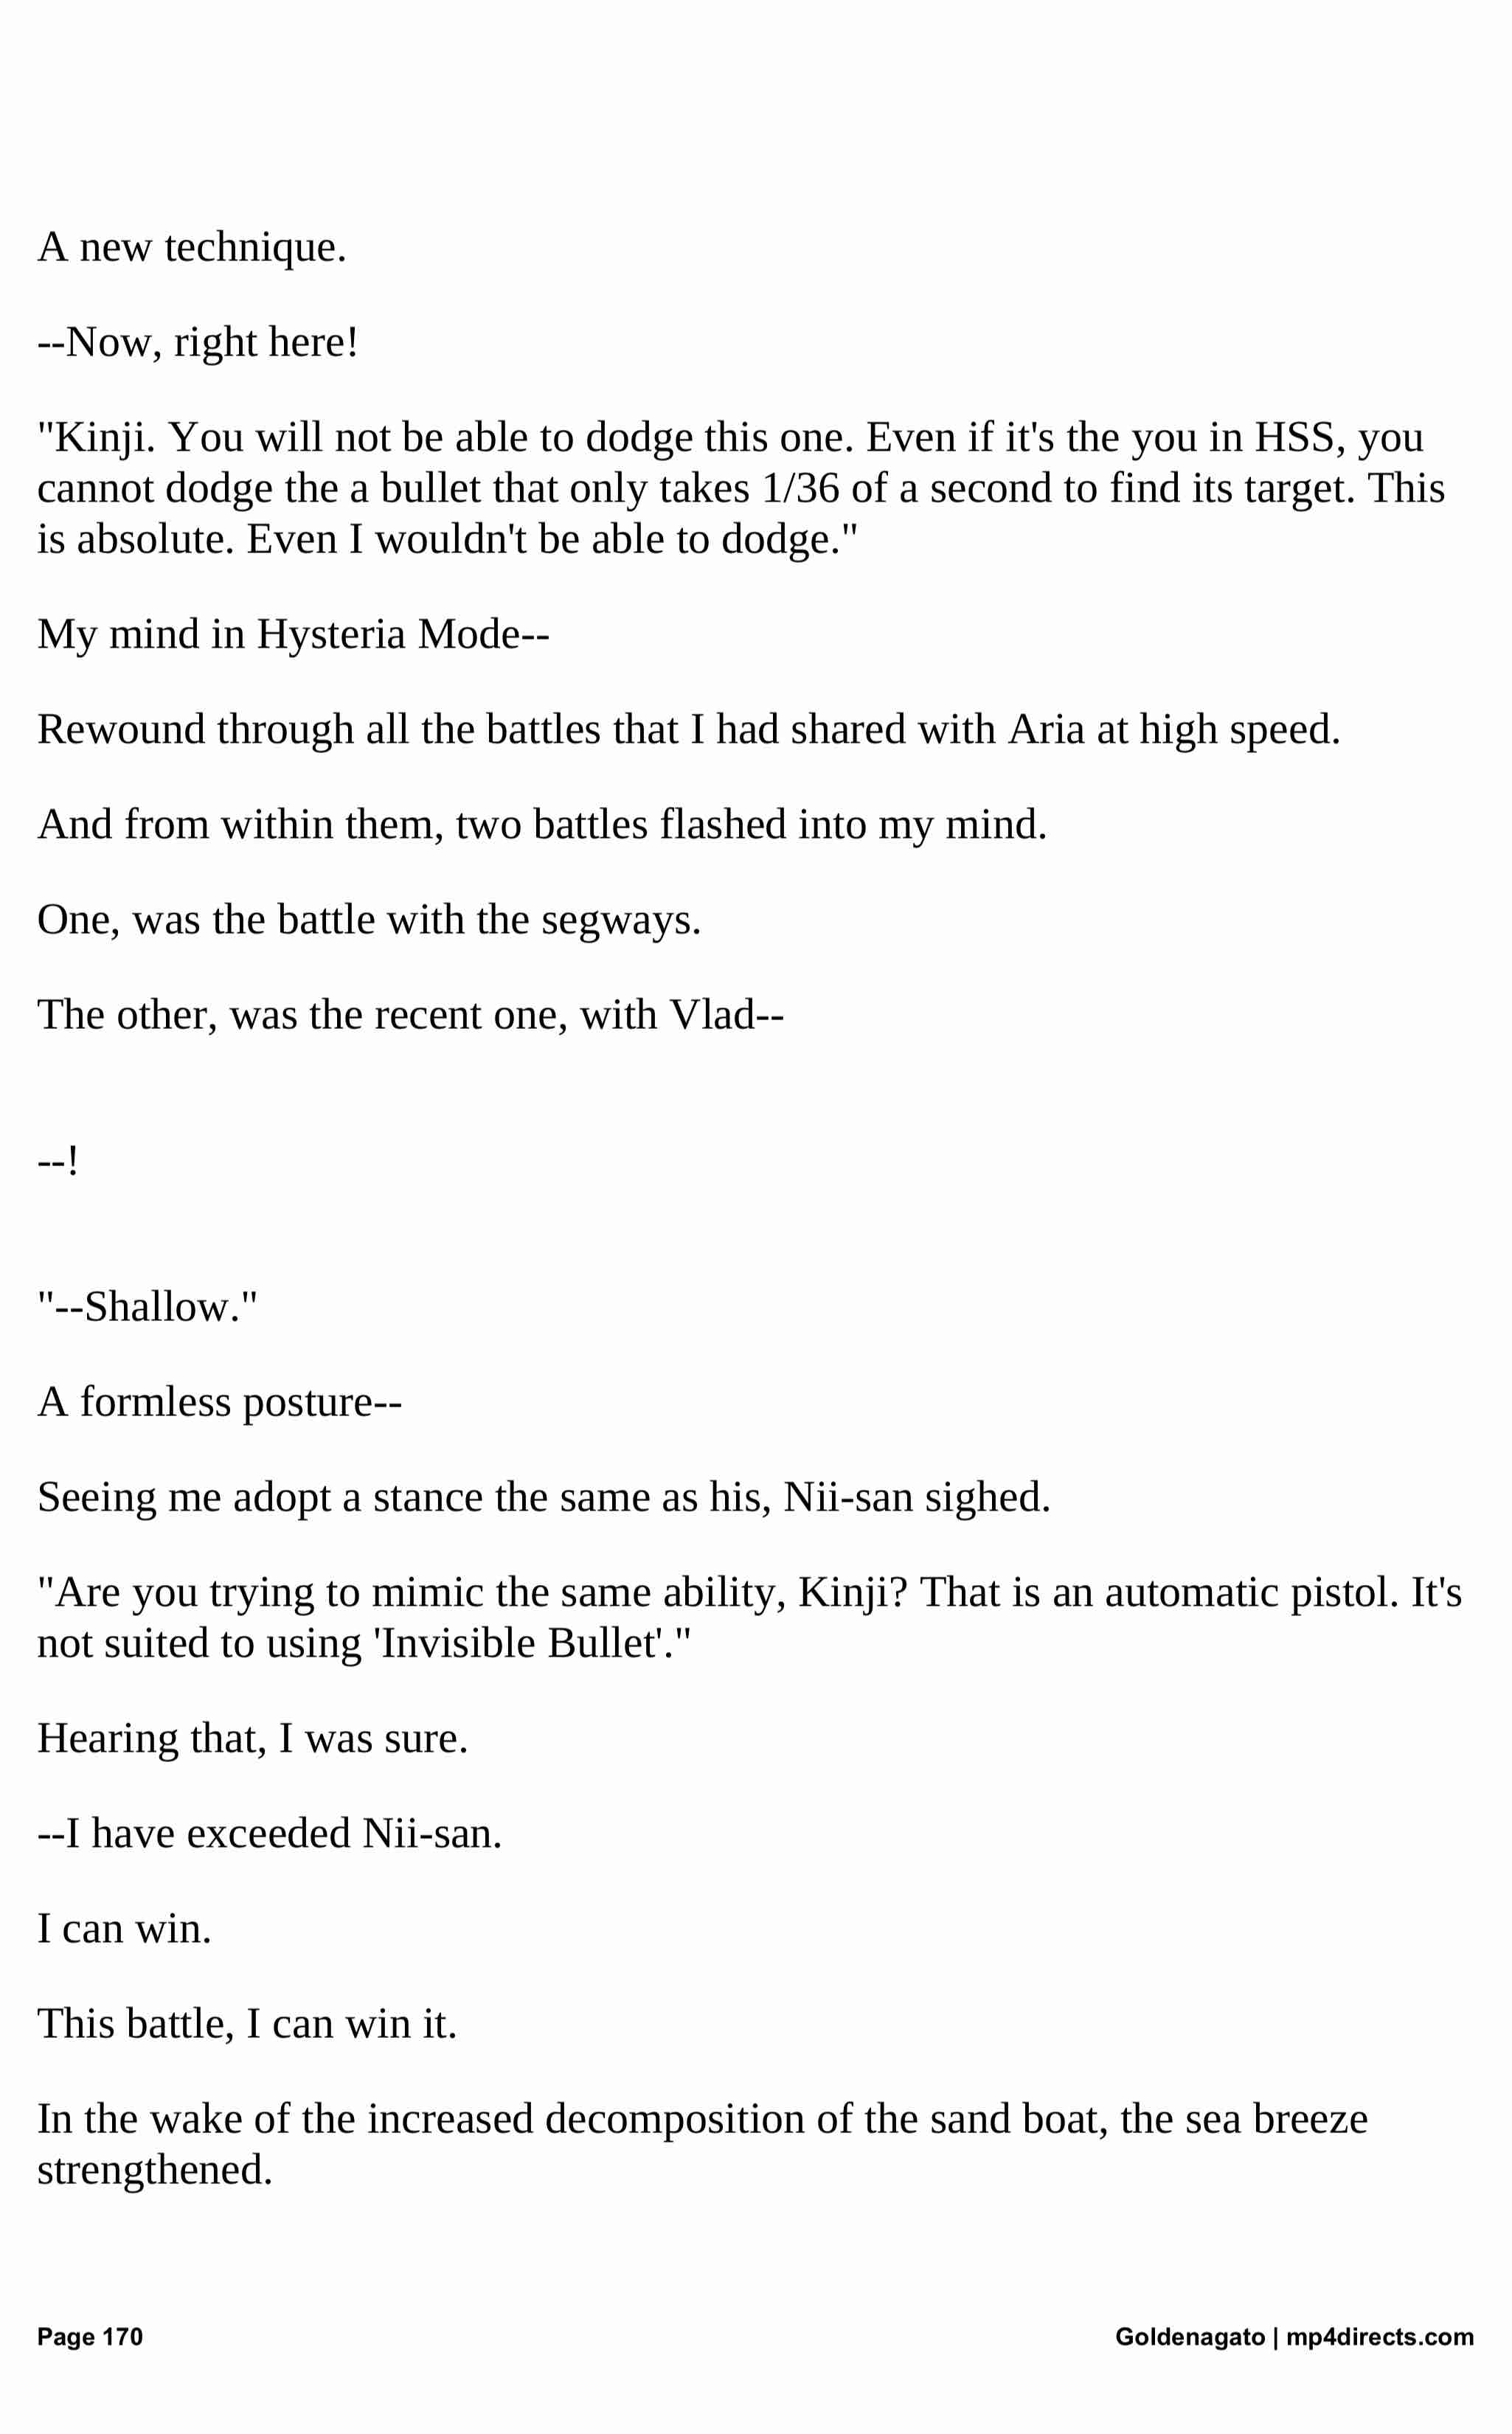 A new technique.
--Now, right here!
"Kinji. You will not be able to dodge this one. Even if it's the you in HSS, you
cannot dodge the a bullet that only takes 1/36 of a second to find its target. This
is absolute. Even I wouldn't be able to dodge."
My mind in Hysteria Mode--
Rewound through all the battles that I had shared with Aria at high speed.
And from within them, two battles flashed into my mind.
One, was the battle with the segways.
The other, was the recent one, with Vlad--
--!
"--Shallow."
A formless posture--
Seeing me adopt a stance the same as his, Nii-san sighed.
"Are you trying to mimic the same ability, Kinji? That is an automatic pistol. It's
not suited to using 'Invisible Bullet'."
Hearing that, I was sure.
--I have exceeded Nii-san.
I can win.
This battle, I can win it.
In the wake of the increased decomposition of the sand boat, the sea breeze
strengthened.
Page 170
Goldenagato | mp4directs.com